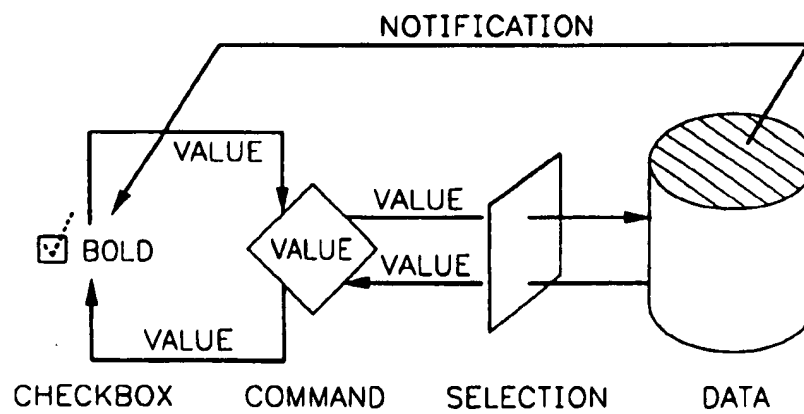 NOTIFICATION
VALUE
VALUE
BOLD
VALUE
VALUE
VALUE
CHECKBOX COMMAND SELECTION DATA